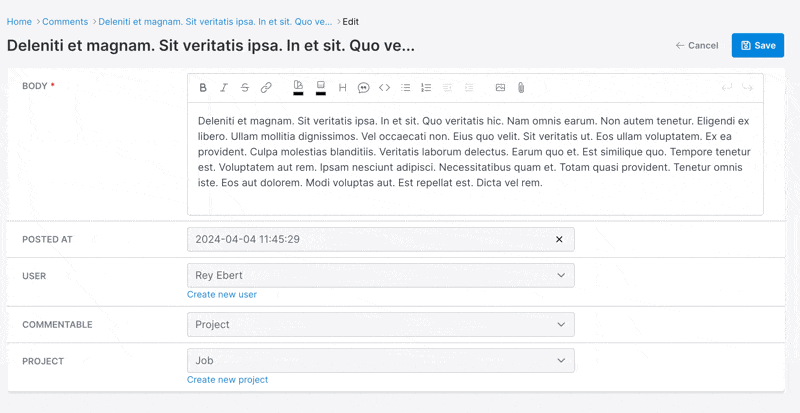 Home > Comments > Deleniti et magnam. Sit veritatis ipsa. In et sit. Quo ve... > Edit
Deleniti et magnam. Sit veritatis ipsa. In et sit. Quo ve...
← Cancel
Save
BODY *
B I S H
Deleniti et magnam. Sit veritatis ipsa. In et sit. Quo veritatis hic. Nam omnis earum. Non autem tenetur. Eligendi ex
libero. Ullam mollitia dignissimos. Vel occaecati non. Eius quo velit. Sit veritatis ut. Eos ullam voluptatem. Ex ea
provident. Culpa molestias blanditiis. Veritatis laborum delectus. Earum quo et. Est similique quo. Tempore tenetur
est. Voluptatem aut rem. Ipsam nesciunt adipisci. Necessitatibus quam et. Totam quasi provident. Tenetur omnis
iste. Eos aut dolorem. Modi voluptas aut. Est repellat est. Dicta vel rem.
POSTED AT
2024-04-04 11:45:29
USER
Rey Ebert
Create new user
COMMENTABLE
Project
PROJECT
Job
Create new project